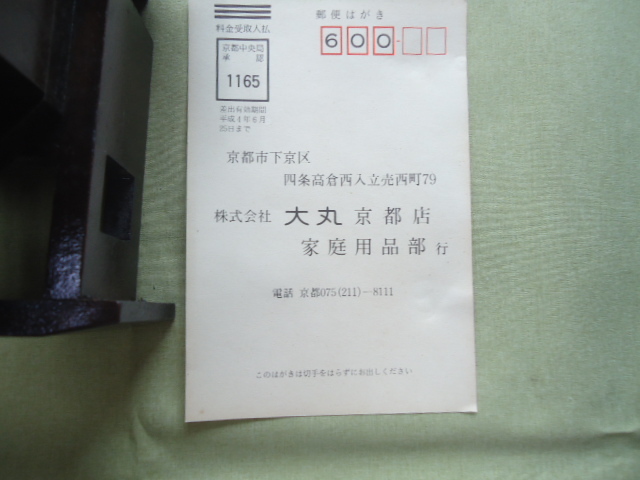 郵便はがき
料金受取人払
600-
京都中央局
承認
1165
差出有効期間
平成4年6月
25日まで
京都市下京区
四条高倉西入立売西町79
株式会社 大丸京都店
家庭用品部 行
電話 京都075(211)―8111
このはがきは切手をはらずにお出しください